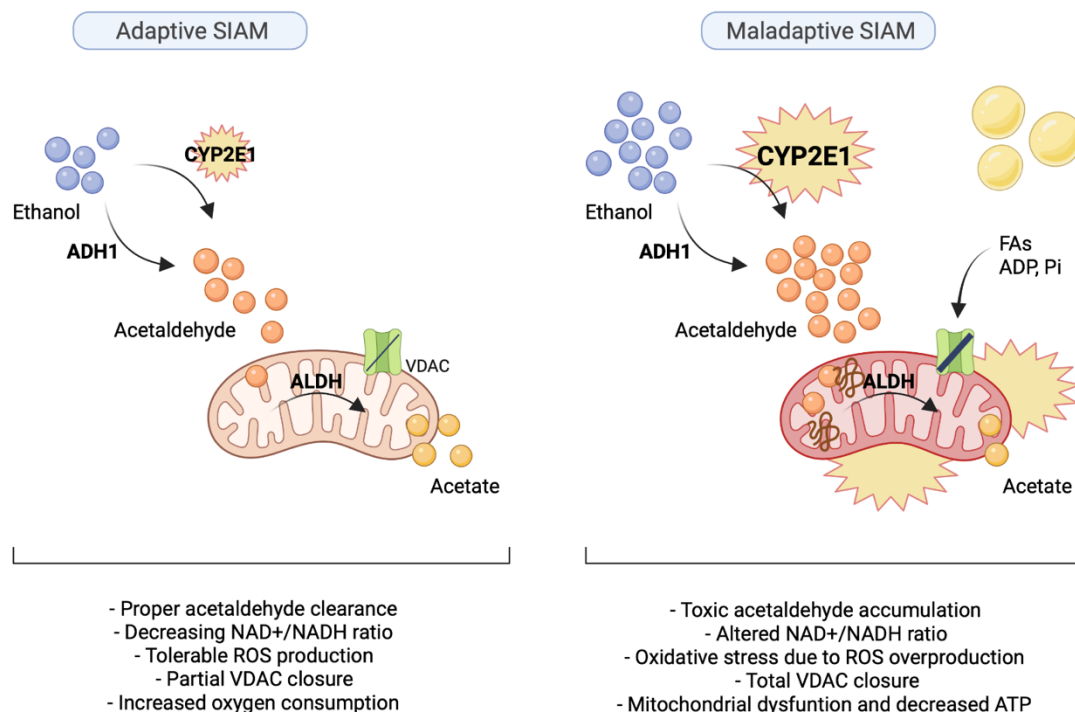 Adaptive SIAM
CYP2E1
Ethanol
ADH1
Acetaldehyde
VDAC
ALDH
Acetate
- Proper acetaldehyde clearance
- Decreasing NAD+/NADH ratio
- Tolerable ROS production
- Partial VDAC closure
- Increased oxygen consumption
Maladaptive SIAM
CYP2E1
Ethanol
ADH1
FAs
ADP, Pi
Acetaldehyde
ALDH
Acetate
- Toxic acetaldehyde accumulation
- Altered NAD+/NADH ratio
- Oxidative stress due to ROS overproduction
- Total VDAC closure
- Mitochondrial dysfuntion and decreased ATP